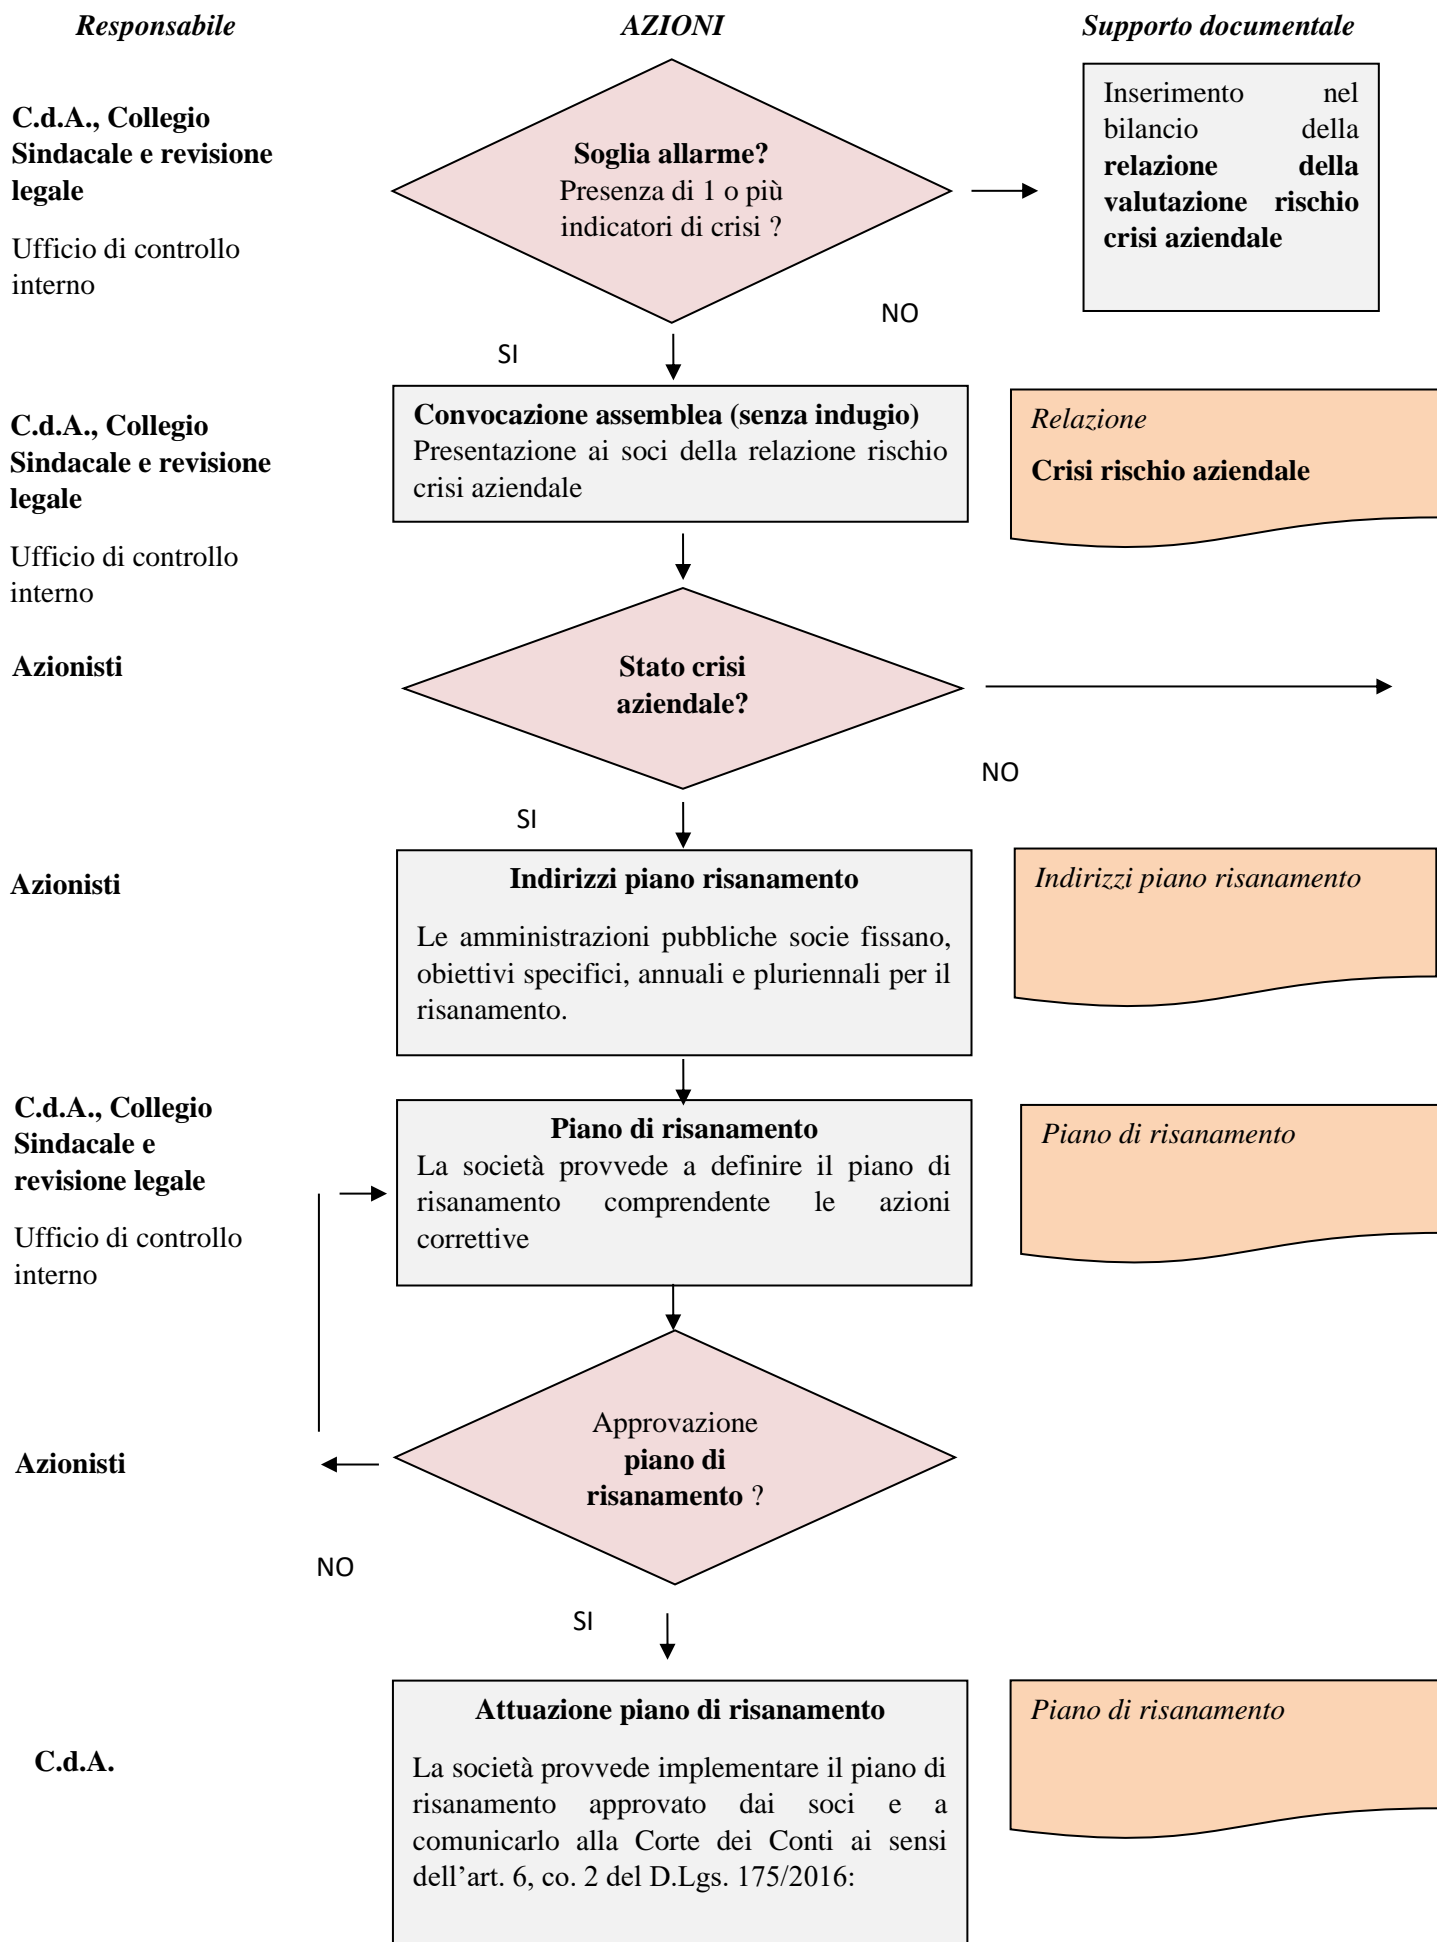 Responsabile
AZIONI
Supporto documentale
C.d.A., Collegio
Sindacale e revisione
legale
Ufficio di controllo
interno
Soglia allarme?
Presenza di 1 o più
indicatori di crisi ?
Inserimento nel
bilancio della
relazione della
valutazione rischio
crisi aziendale
NO
SI
C.d.A., Collegio
Sindacale e revisione
legale
Ufficio di controllo
interno
Convocazione assemblea (senza indugio)
Presentazione ai soci della relazione rischio
crisi aziendale
Relazione
Crisi rischio aziendale
Azionisti
Stato crisi
aziendale?
NO
SI
Azionisti
Indirizzi piano risanamento
Le amministrazioni pubbliche socie fissano,
obiettivi specifici, annuali e pluriennali per il
risanamento.
Indirizzi piano risanamento
C.d.A., Collegio
Sindacale e
revisione legale
Ufficio di controllo
interno
Piano di risanamento
La società provvede a definire il piano di
risanamento comprendente le azioni
correttive
Piano di risanamento
Azionisti
Approvazione
piano di
risanamento ?
NO
SI
C.d.A.
Attuazione piano di risanamento
La società provvede implementare il piano di
risanamento approvato dai soci e a
comunicarlo alla Corte dei Conti ai sensi
dell’art. 6, co. 2 del D.Lgs. 175/2016:
Piano di risanamento